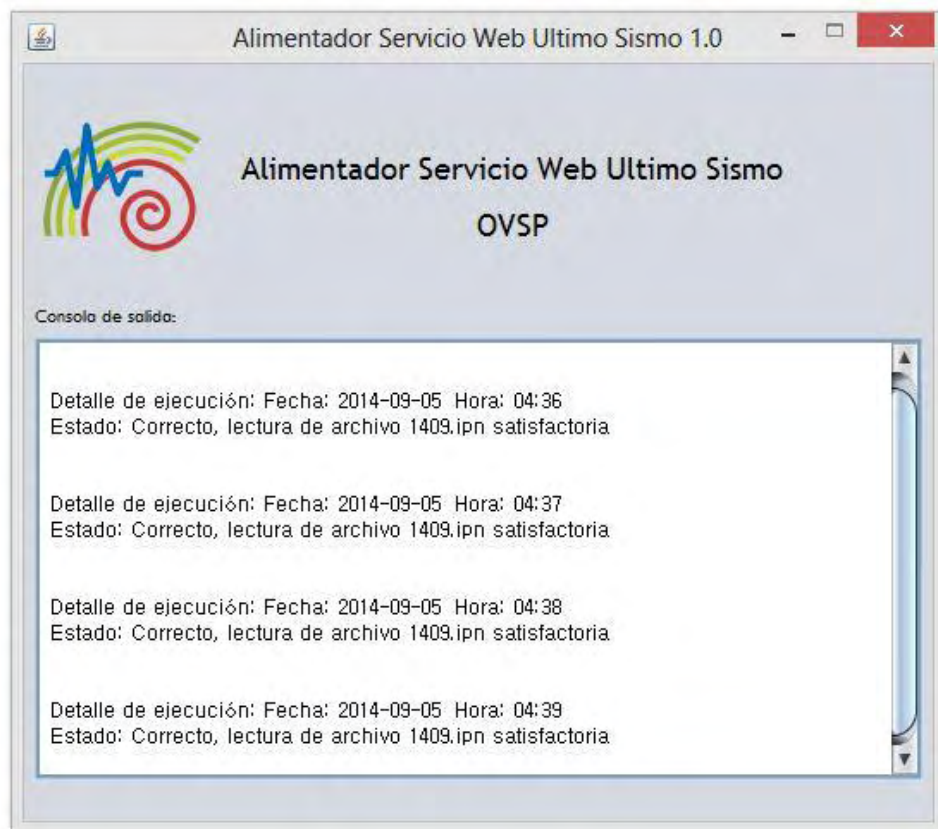 Alimentador Servicio Web Ultimo Sismo 1.0
Alimentador Servicio Web Ultimo Sismo
OVSP
Consola de salida:
Detalle de ejecución: Fecha: 2014-09-05 Hora: 04:36
Estado: Correcto, lectura de archivo 1409.ipn satisfactoria
Detalle de ejecución: Fecha: 2014-09-05 Hora: 04:37
Estado: Correcto, lectura de archivo 1409.ipn satisfactoria
Detalle de ejecución: Fecha: 2014-09-05 Hora: 04:38
Estado: Correcto, lectura de archivo 1409.ipn satisfactoria
Detalle de ejecución: Fecha: 2014-09-05 Hora: 04:39
Estado: Correcto, lectura de archivo 1409.ipn satisfactoria